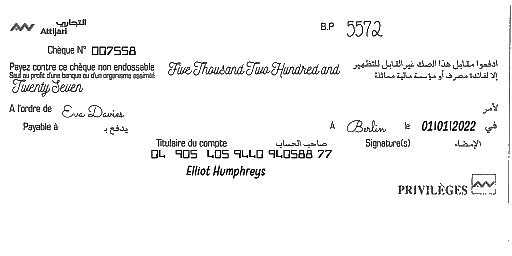 التجاري
Attijari
B.P 5572
Chèque N° 007558
Payez contre ce chèque non endossable Five Thousand Two Hundred and ادفعوا مقابل هذا الصك غير القابل للتظهير
Sauf au profit d'une banque ou d'un organisme assimilé إلا لفائدة مصرف أو مؤسسة مالية مماثلة
Twenty Seven
A l'ordre de Eva Davies لأمر
Payable à يدفع بـ A Berlin le 01/01/2022 في
Titulaire du compte صاحب الحساب Signature(s) الإمضاء
04 905 405 9440 940588 77
Elliot Humphreys
PRIVILÈGES